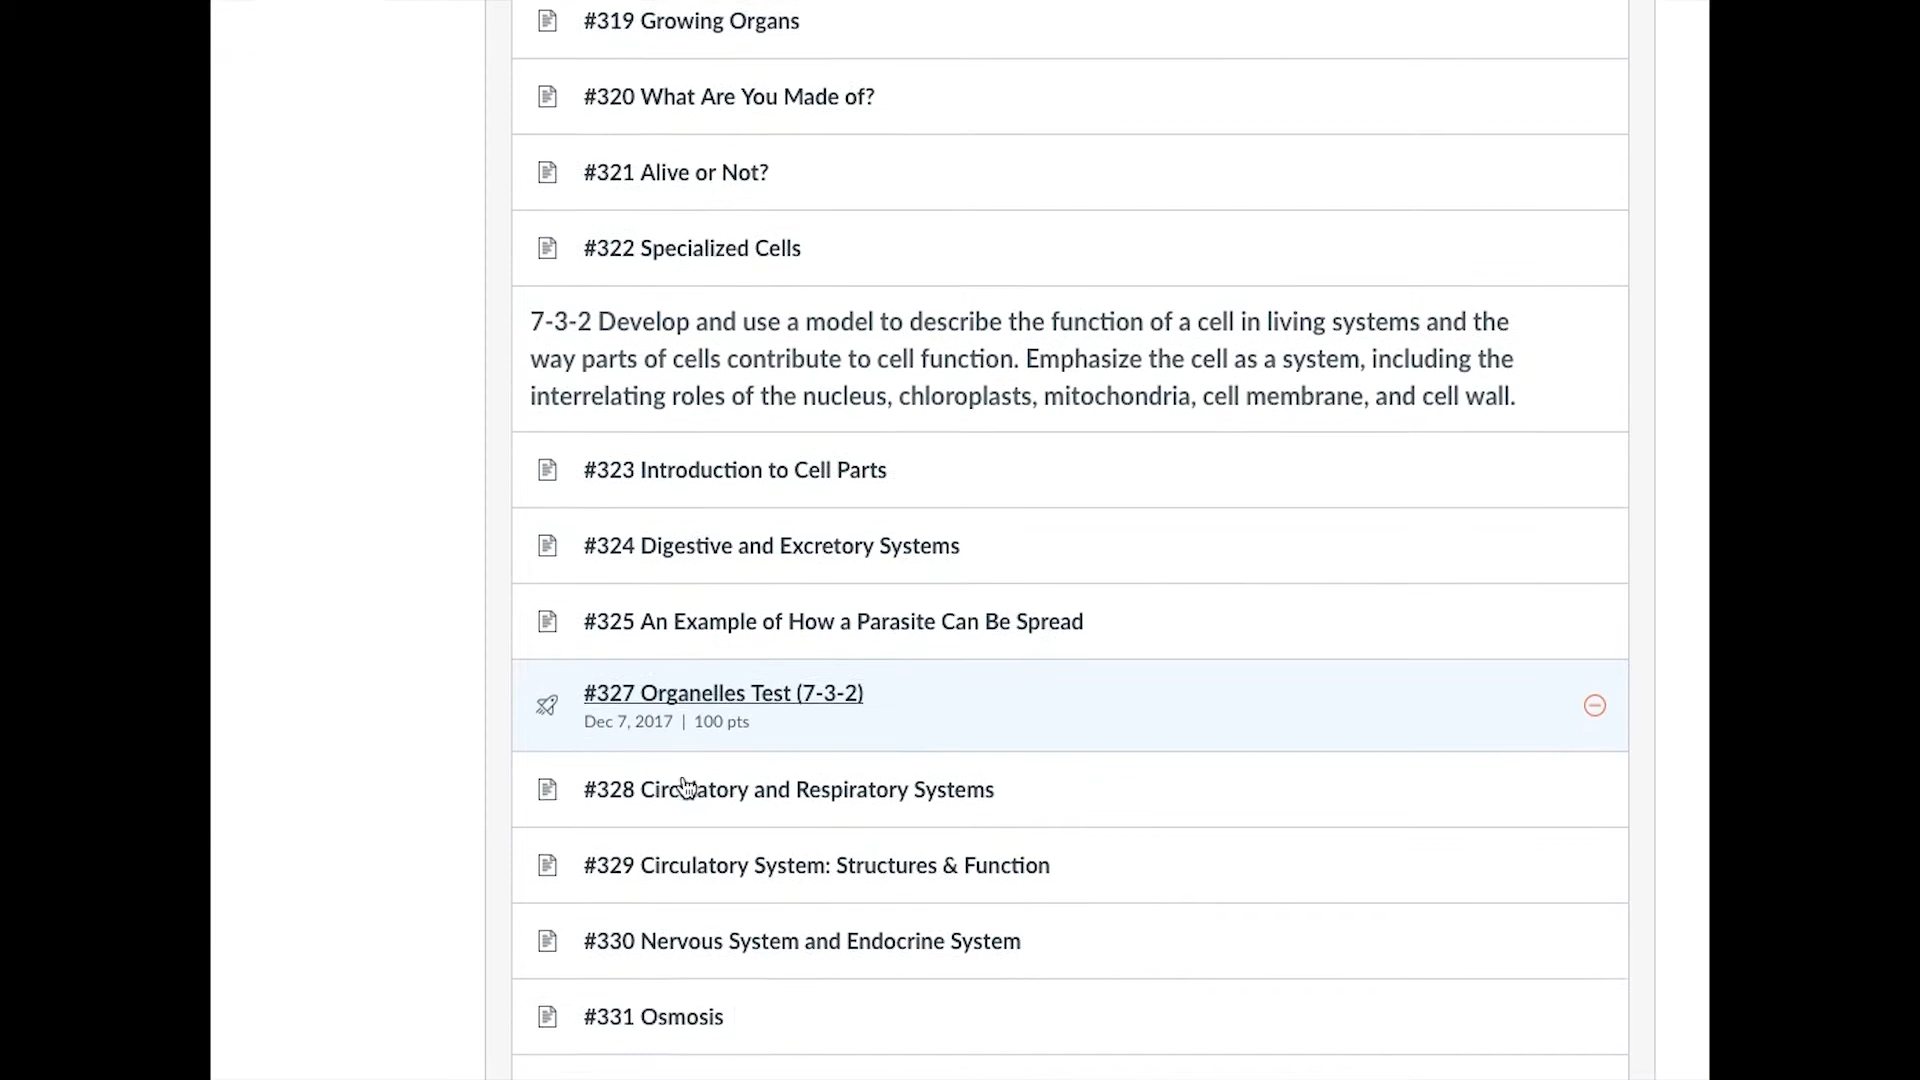 #319 Growing Organs
#320 What Are You Made of?
#321 Alive or Not?
#322 Specialized Cells
7-3-2 Develop and use a model to describe the function of a cell in living systems and the
way parts of cells contribute to cell function. Emphasize the cell as a system, including the
interrelating roles of the nucleus, chloroplasts, mitochondria, cell membrane, and cell wall.
#323 Introduction to Cell Parts
#324 Digestive and Excretory Systems
#325 An Example of How a Parasite Can Be Spread
#327 Organelles Test (7-3-2)
Dec 7, 2017 | 100 pts
#328 Circulatory and Respiratory Systems
#329 Circulatory System: Structures & Function
#330 Nervous System and Endocrine System
#331 Osmosis